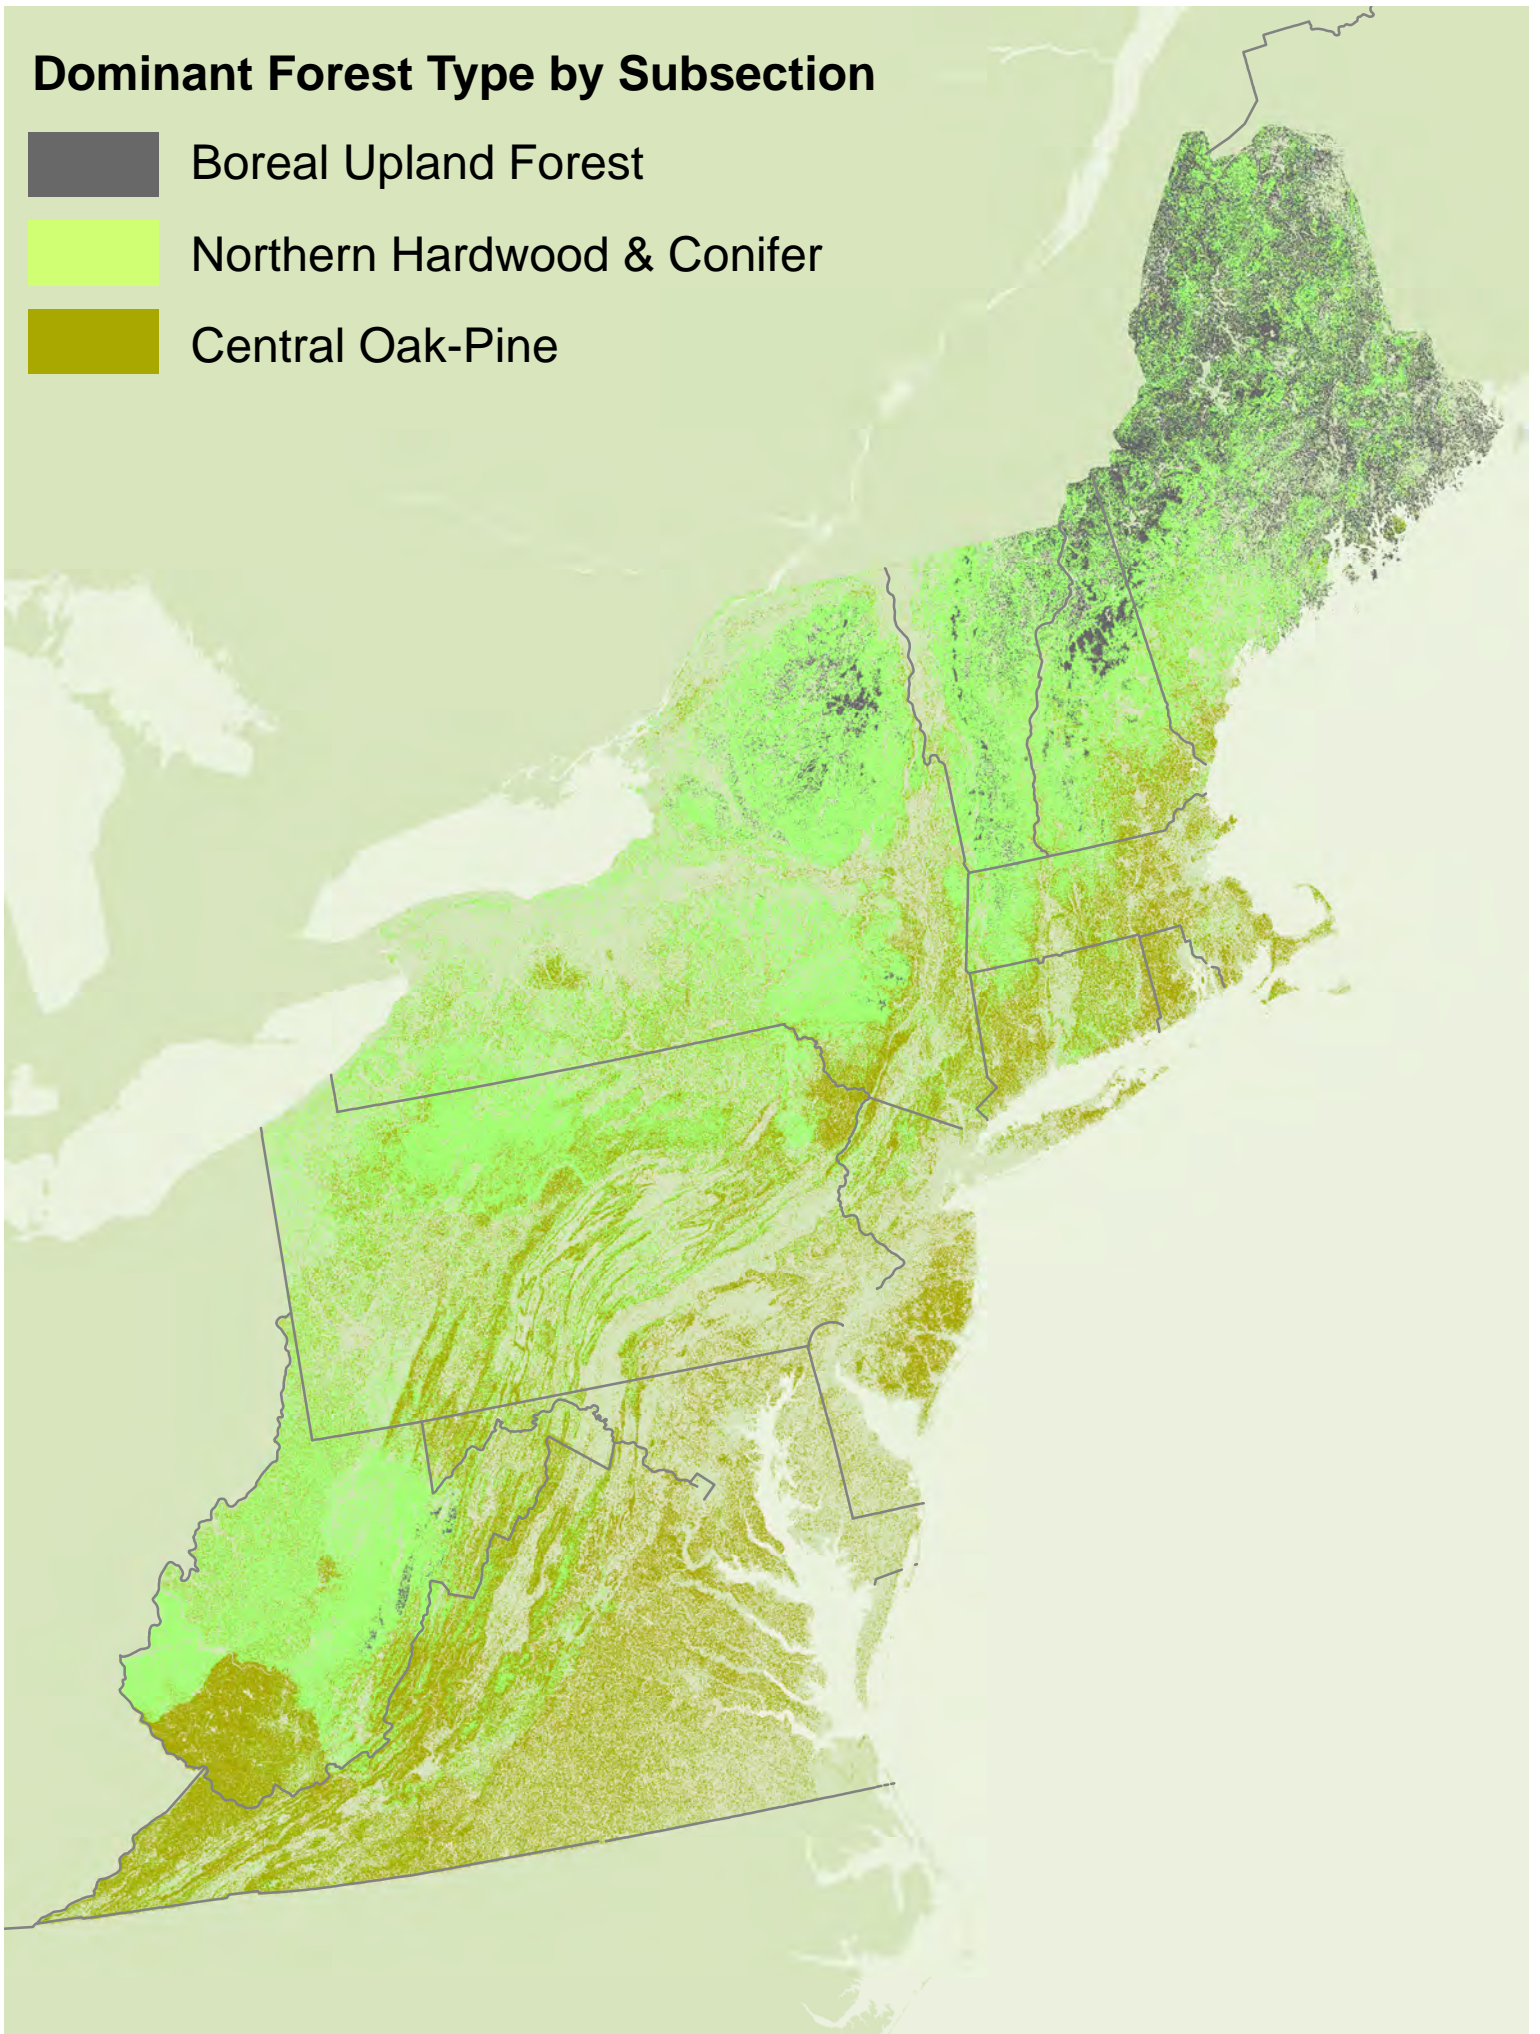 Dominant Forest Type by Subsection
Boreal Upland Forest
Northern Hardwood & Conifer
Central Oak-Pine